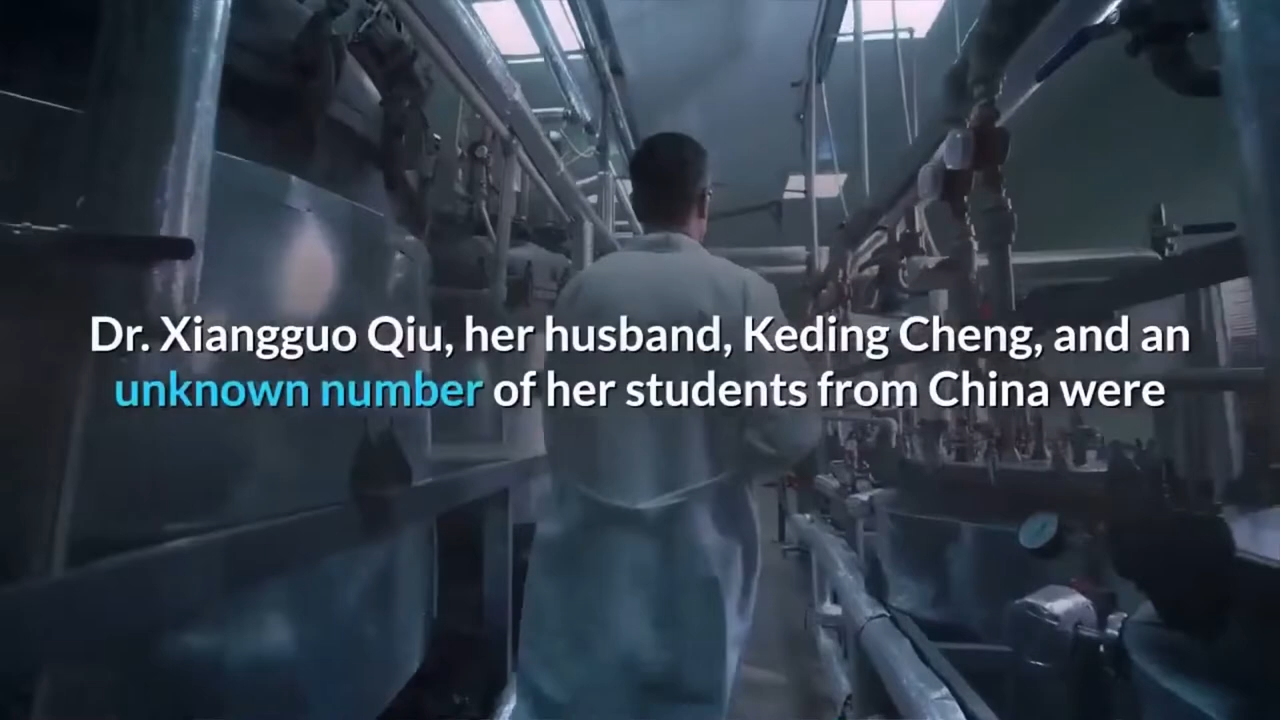 Dr. Xiangguo Qiu, her husband, Keding Cheng, and an
unknown number of her students from China were